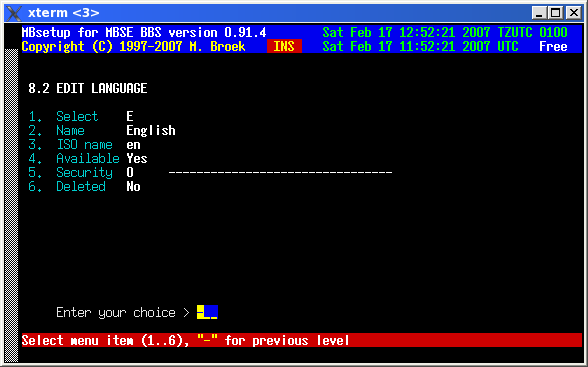 xterm <3>
MBsetup for MBSE BBS version 0.91.4 Sat Feb 17 12:52:21 2007 TZUTC 0100
Copyright (C) 1997-2007 M. Broek INS Sat Feb 17 11:52:21 2007 UTC Free
8.2 EDIT LANGUAGE
1. Select E
2. Name English
3. ISO name en
4. Available Yes
5. Security 0 --------------------------------
6. Deleted No
Enter your choice > -__
Select menu item (1..6), "-" for previous level